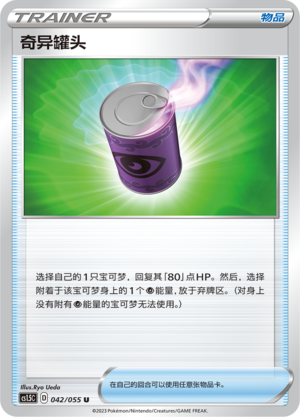 TRAINER 物品
奇异罐头
选择自己的1只宝可梦,回复其「80」点HP。然后,选择
附着于该宝可梦身上的1个超能量,放于弃牌区。(对身上
没有附有超能量的宝可梦无法使用。)
Illus.Ryo Ueda
cs1.5C D 042/055 U
在自己的回合可以使用任意张物品卡。
©2023 Pokémon/Nintendo/Creatures/GAME FREAK.